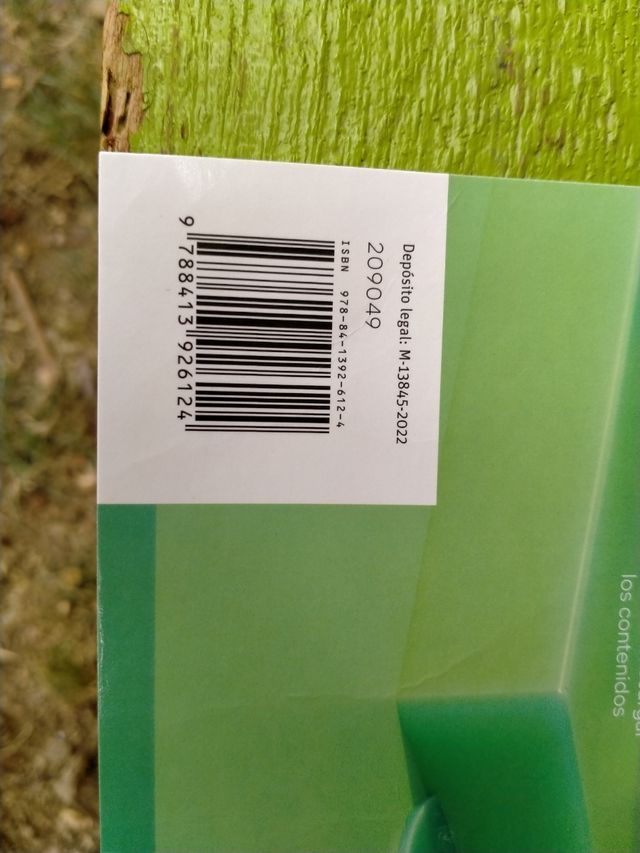 Depósito legal: M-13845-2022
209049
ISBN 978-84-1392-612-4
9 788413 926124
los contenidos